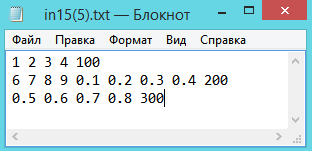 in15(5).txt — Блокнот
Файл Правка Формат Вид Справка
1 2 3 4 100
6 7 8 9 0.1 0.2 0.3 0.4 200
0.5 0.6 0.7 0.8 300